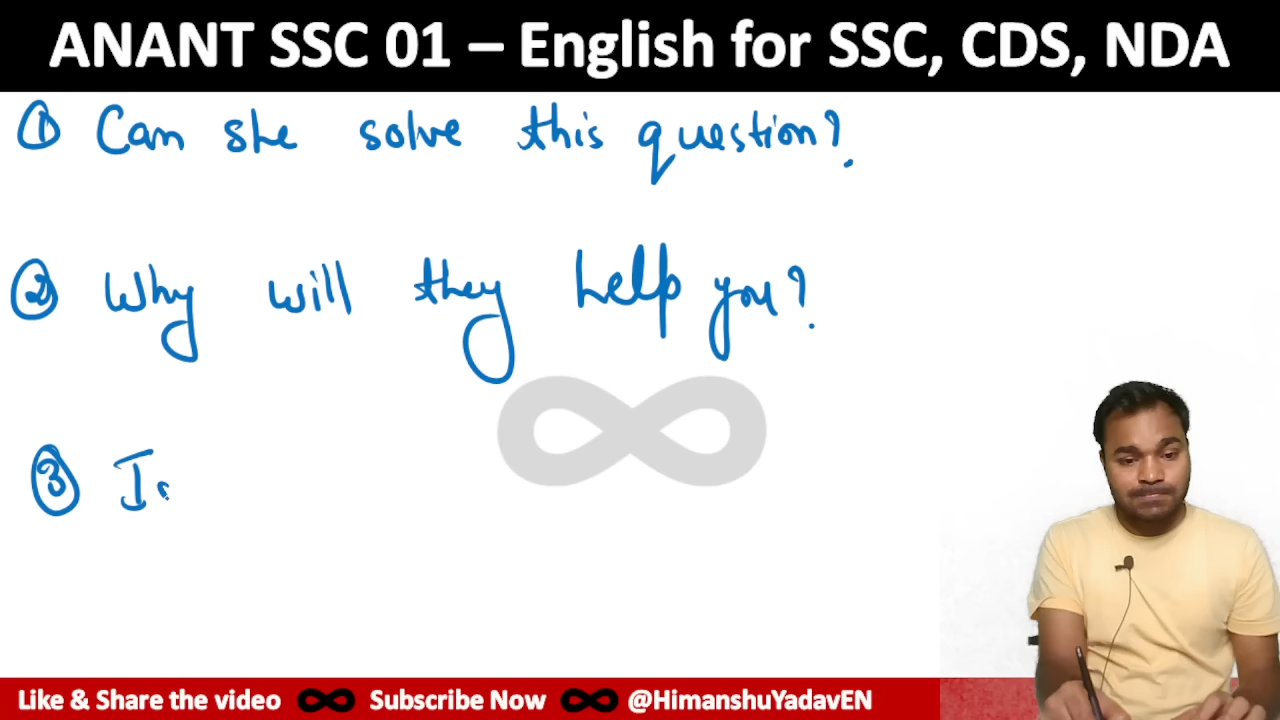 ANANT SSC 01 – English for SSC, CDS, NDA
① Can she solve this question?
② Why will they help you?
③ Is
Like & Share the video Subscribe Now @HimanshuYadavEN